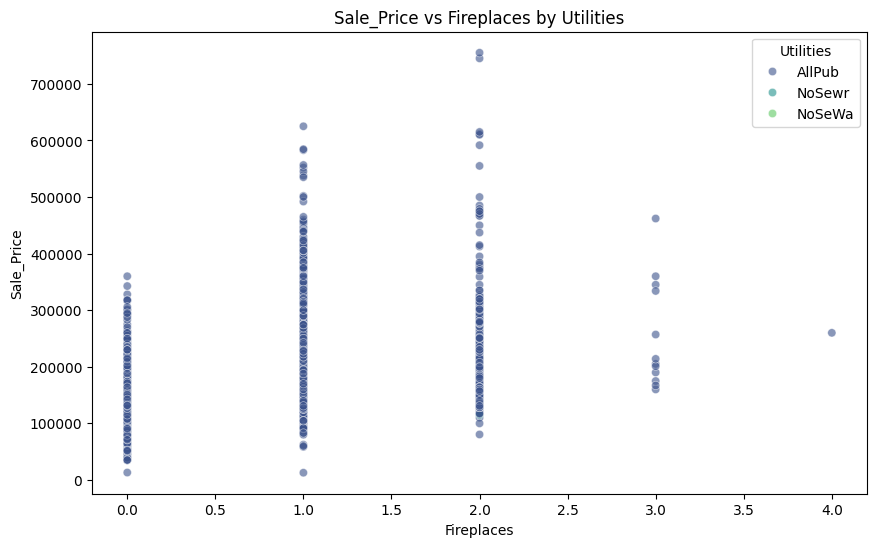 Sale_Price vs Fireplaces by Utilities
Utilities
AllPub
NoSewr
NoSeWa
Sale_Price
700000
600000
500000
400000
300000
200000
100000
0
0.0 0.5 1.0 1.5 2.0 2.5 3.0 3.5 4.0
Fireplaces